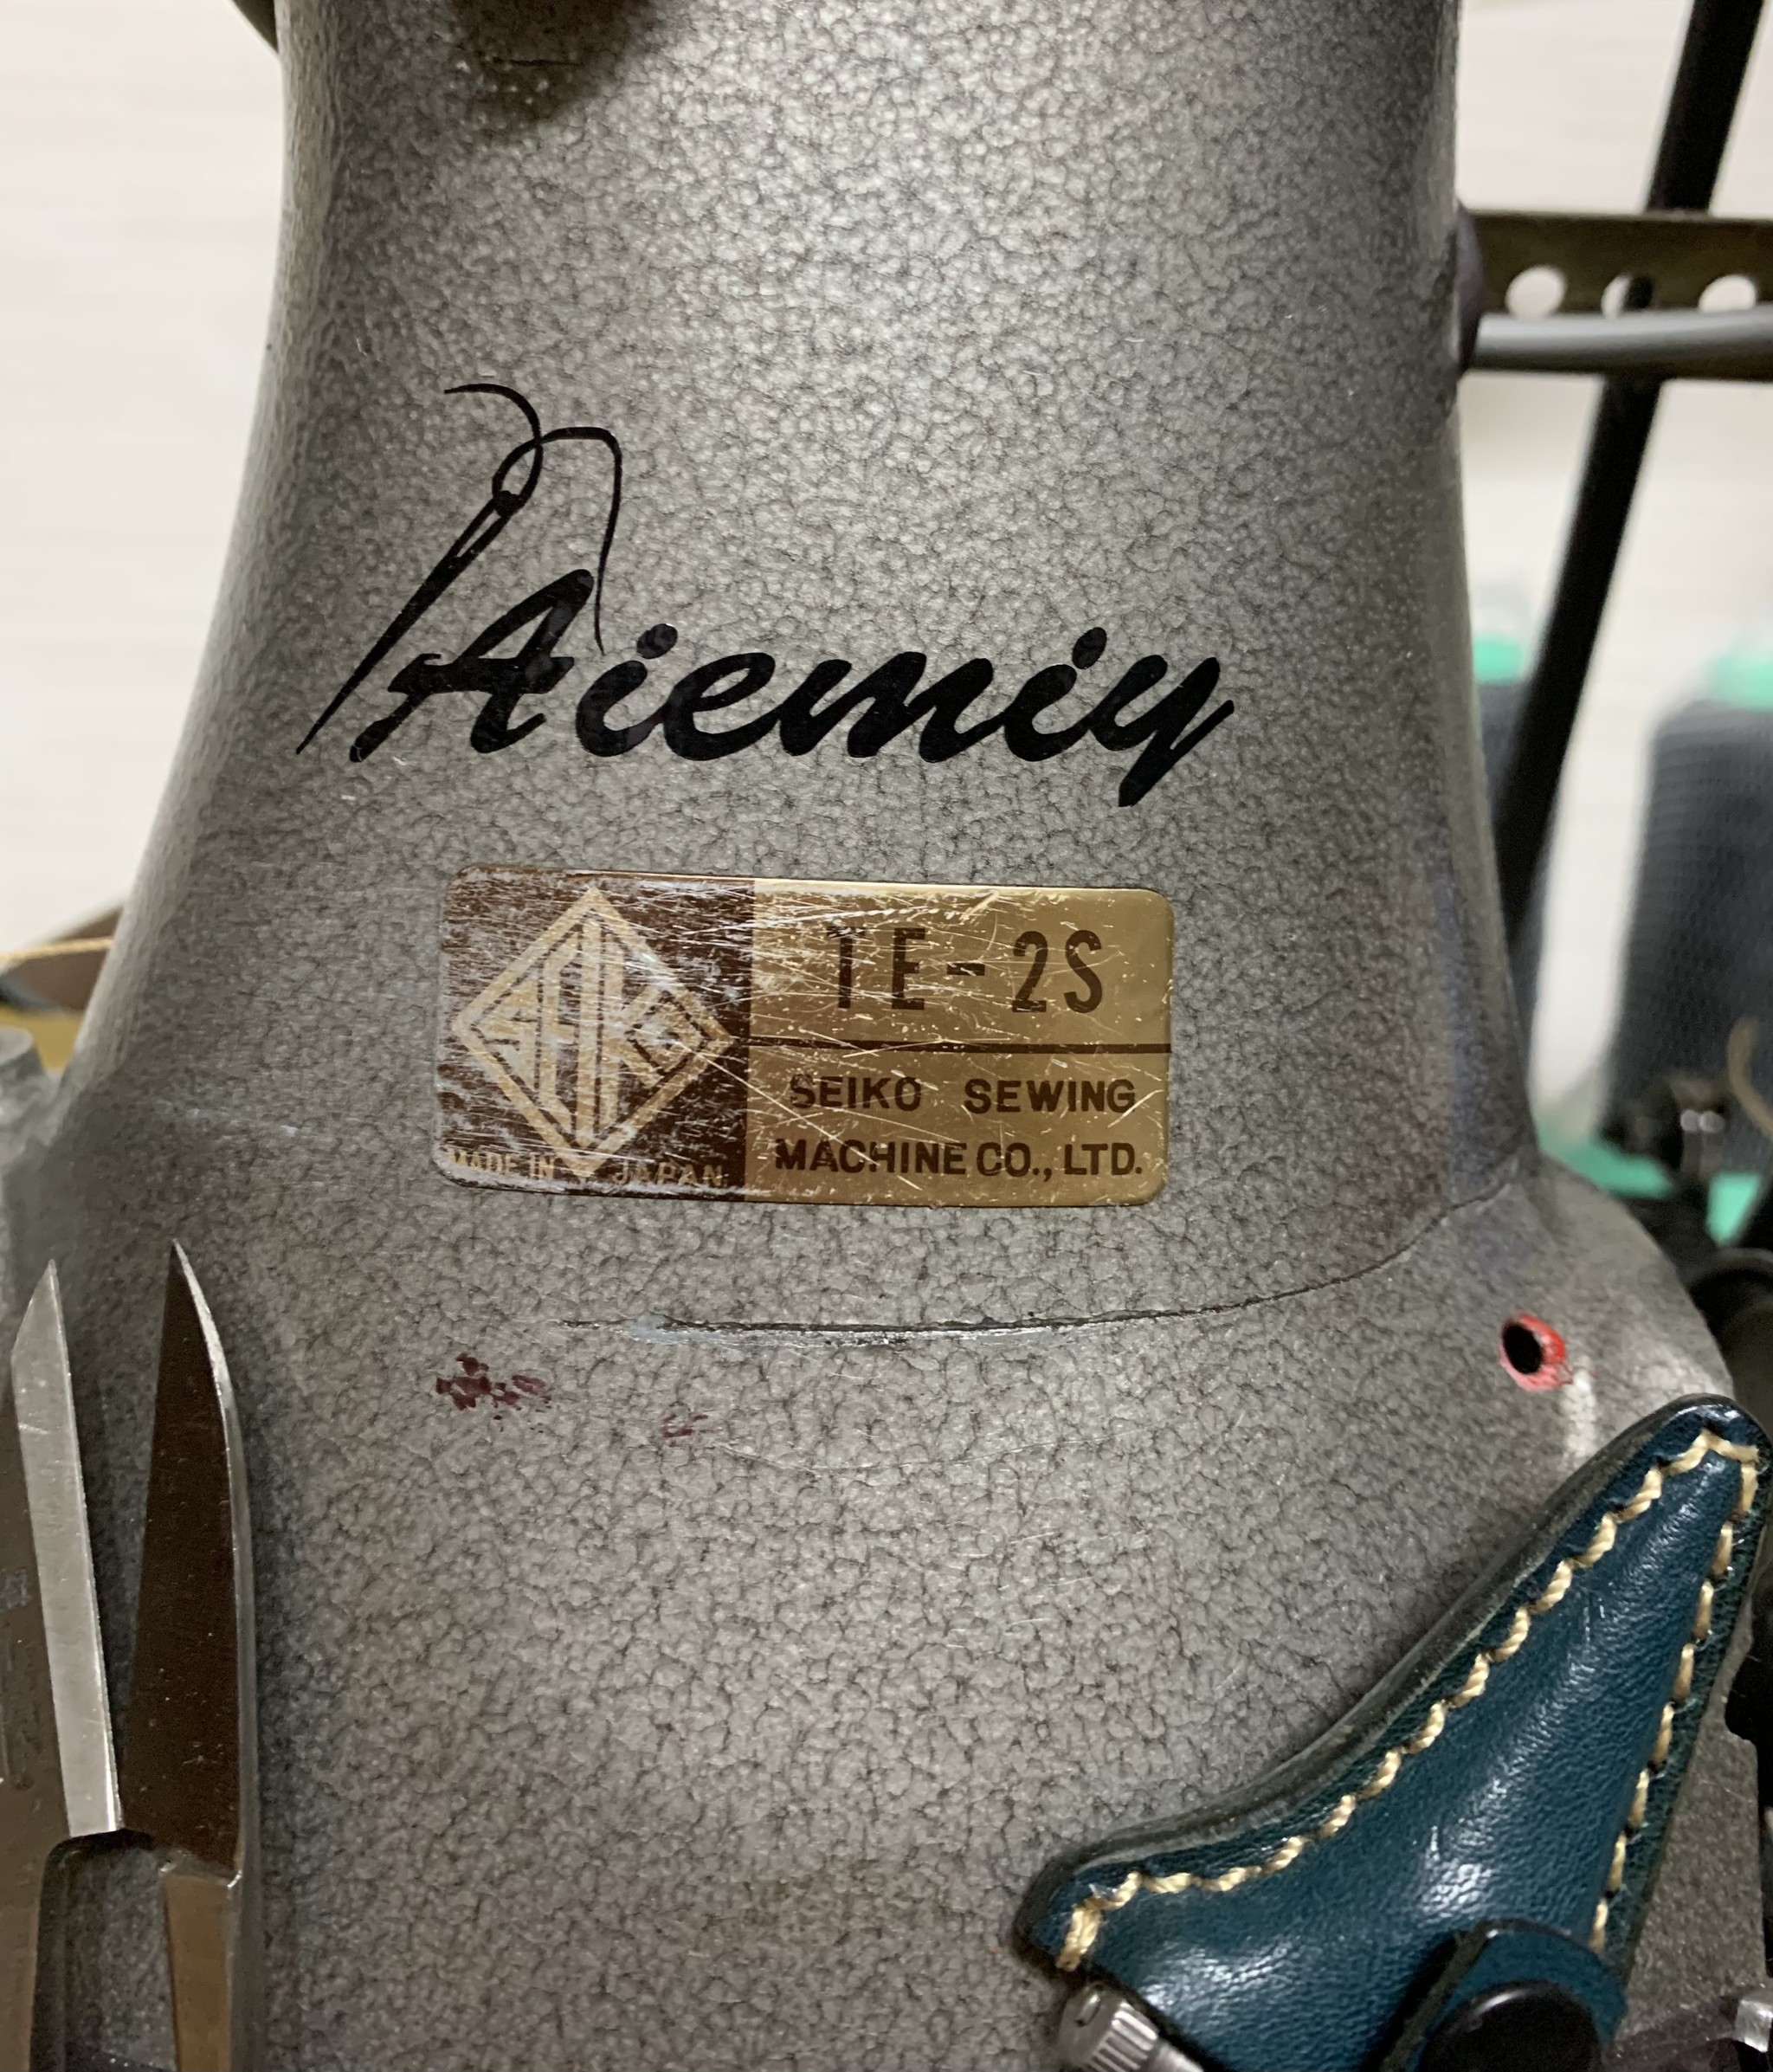 Aiemiy
TE-2S
SEIKO
SEIKO SEWING
MACHINE CO., LTD.
MADE IN JAPAN